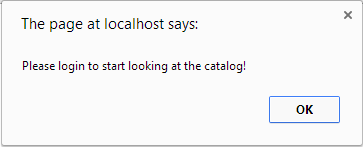 The page at localhost says:
Please login to start looking at the catalog!
OK